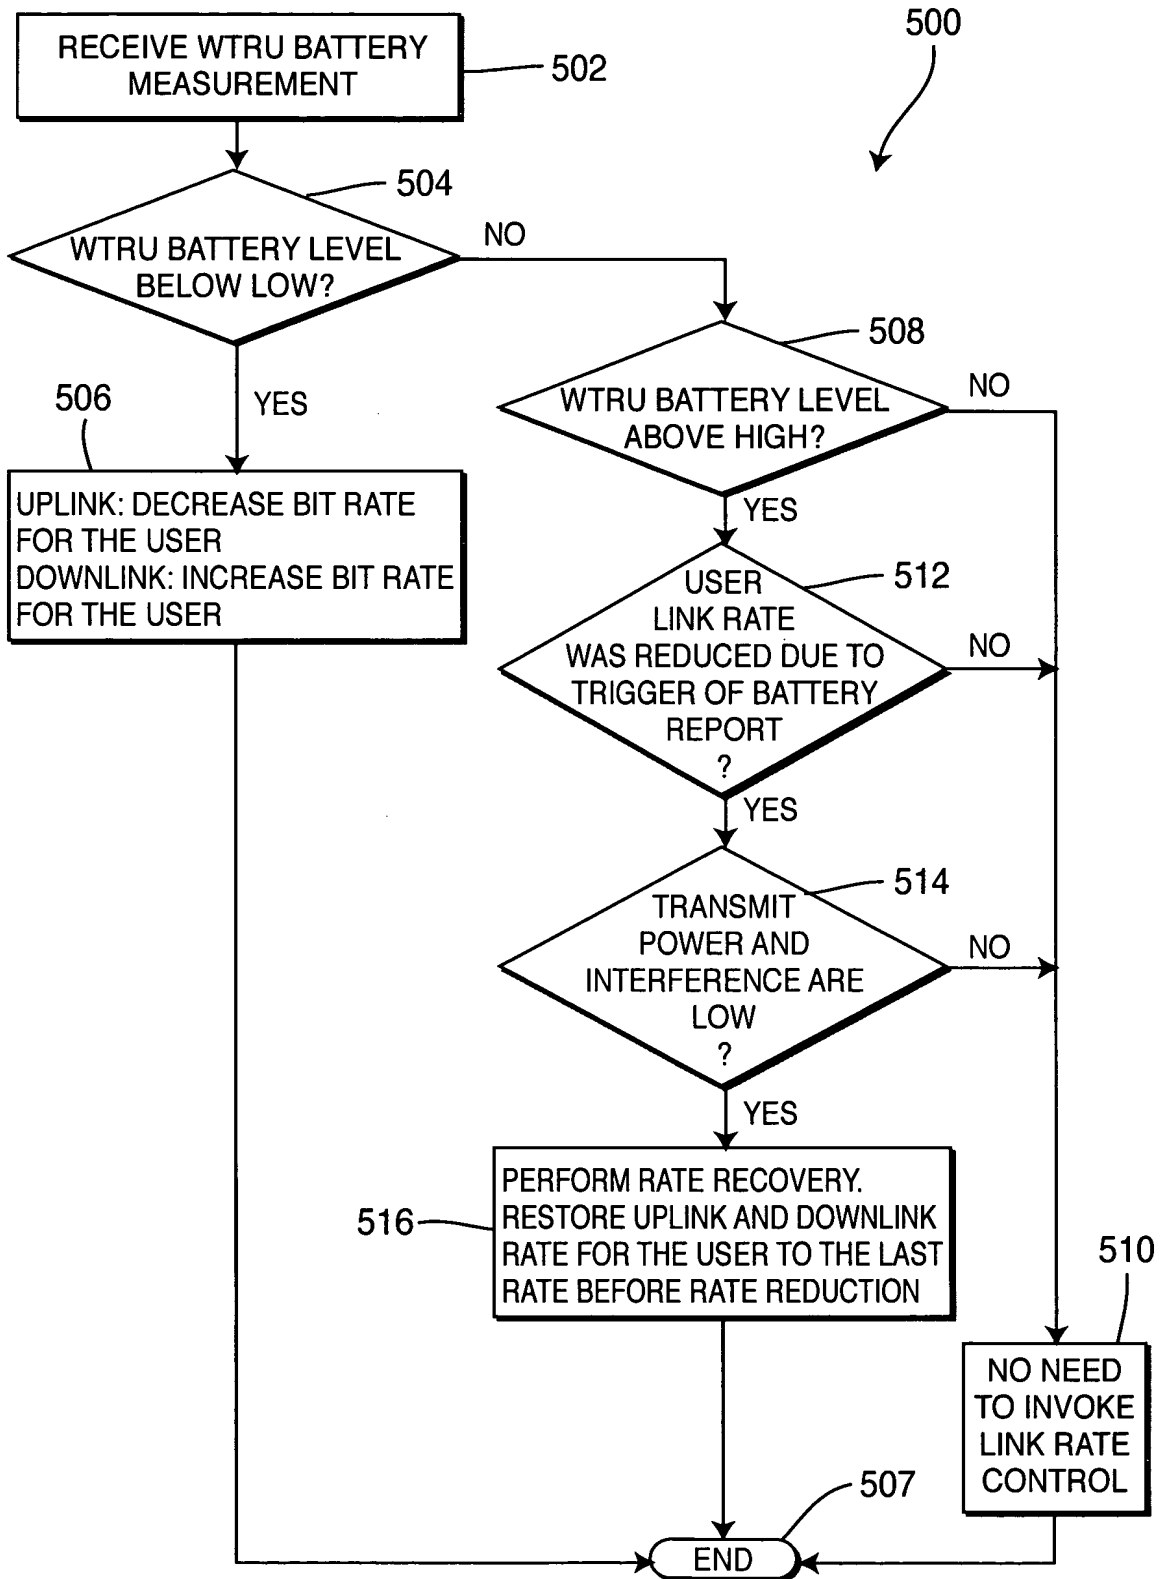 500
RECEIVE WTRU BATTERY
MEASUREMENT
502
504
WTRU BATTERY LEVEL
BELOW LOW?
NO
YES
506
UPLINK: DECREASE BIT RATE
FOR THE USER
DOWNLINK: INCREASE BIT RATE
FOR THE USER
508
WTRU BATTERY LEVEL
ABOVE HIGH?
NO
YES
512
USER
LINK RATE
WAS REDUCED DUE TO
TRIGGER OF BATTERY
REPORT
?
NO
YES
514
TRANSMIT
POWER AND
INTERFERENCE ARE
LOW
?
NO
YES
516
PERFORM RATE RECOVERY.
RESTORE UPLINK AND DOWNLINK
RATE FOR THE USER TO THE LAST
RATE BEFORE RATE REDUCTION
510
NO NEED
TO INVOKE
LINK RATE
CONTROL
507
END